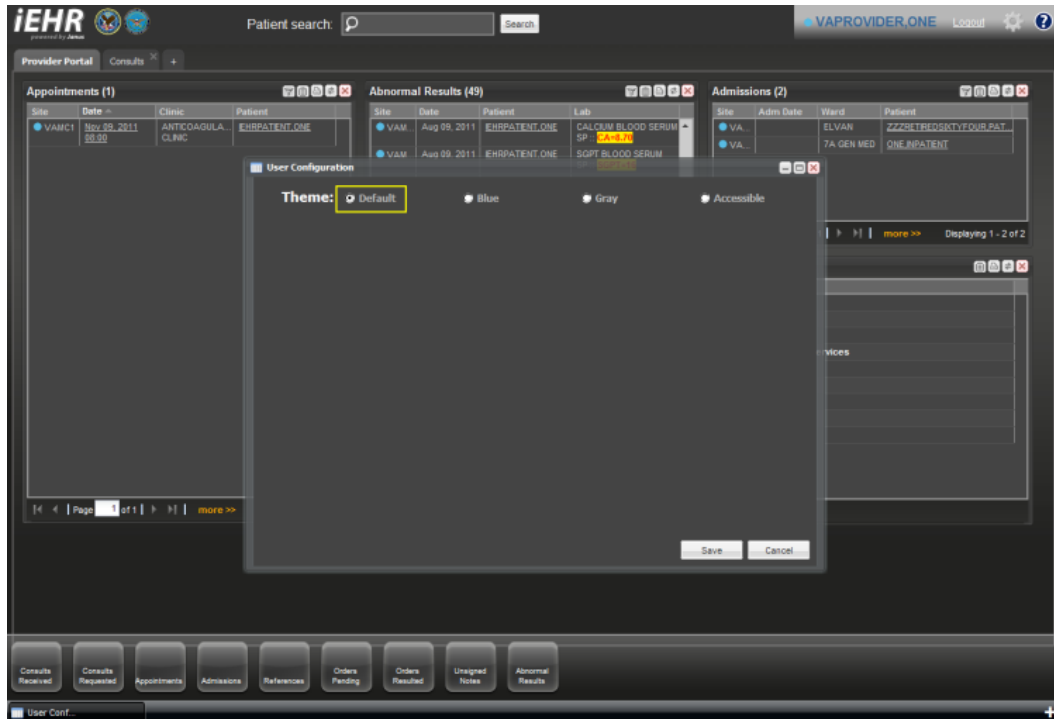 iEHR
powered by Janus
Patient search:
Search
VAPROVIDER,ONE
Logout
?
Provider Portal
Consults
+
Appointments (1)
Site Date Clinic Patient
VAMC1 Nov 09, 2011 ANTICOAGULA... EHRPATIENT,ONE
08:00 CLINIC
Abnormal Results (49)
Site Date Patient Lab
VAM... Aug 09, 2011 EHRPATIENT,ONE CALCIUM BLOOD SERUM
SP - CA=8.70
VAM Aug 09, 2011 EHRPATIENT,ONE SGPT BLOOD SERUM
Admissions (2)
Site Adm Date Ward Patient
VA... ELVAN ZZZRETIREDSIXTYFOUR,PAT...
VA... 7A GEN MED ONE,INPATIENT
more >> Displaying 1 - 2 of 2
User Configuration
Theme: Default Blue Gray Accessible
rvices
Page 1 of 1 more >>
Save Cancel
Consults Received
Consults Requested
Appointments
Admissions
References
Orders Pending
Orders Resulted
Unsigned Notes
Abnormal Results
User Conf...
+